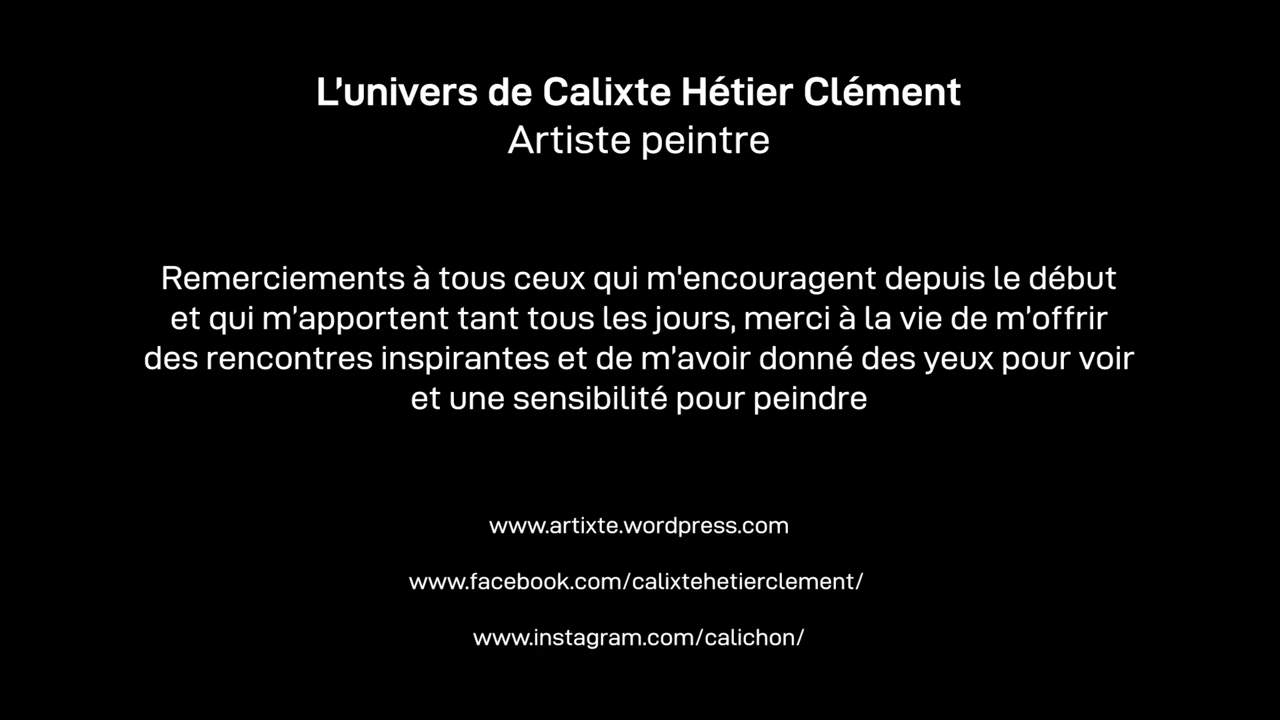 L'univers de Calixte Hétier Clément
Artiste peintre
Remerciements à tous ceux qui m'encouragent depuis le début
et qui m'apportent tant tous les jours, merci à la vie de m'offrir
des rencontres inspirantes et de m'avoir donné des yeux pour voir
et une sensibilité pour peindre
www.artixte.wordpress.com
www.facebook.com/calixtehetierclement/
www.instagram.com/calichon/